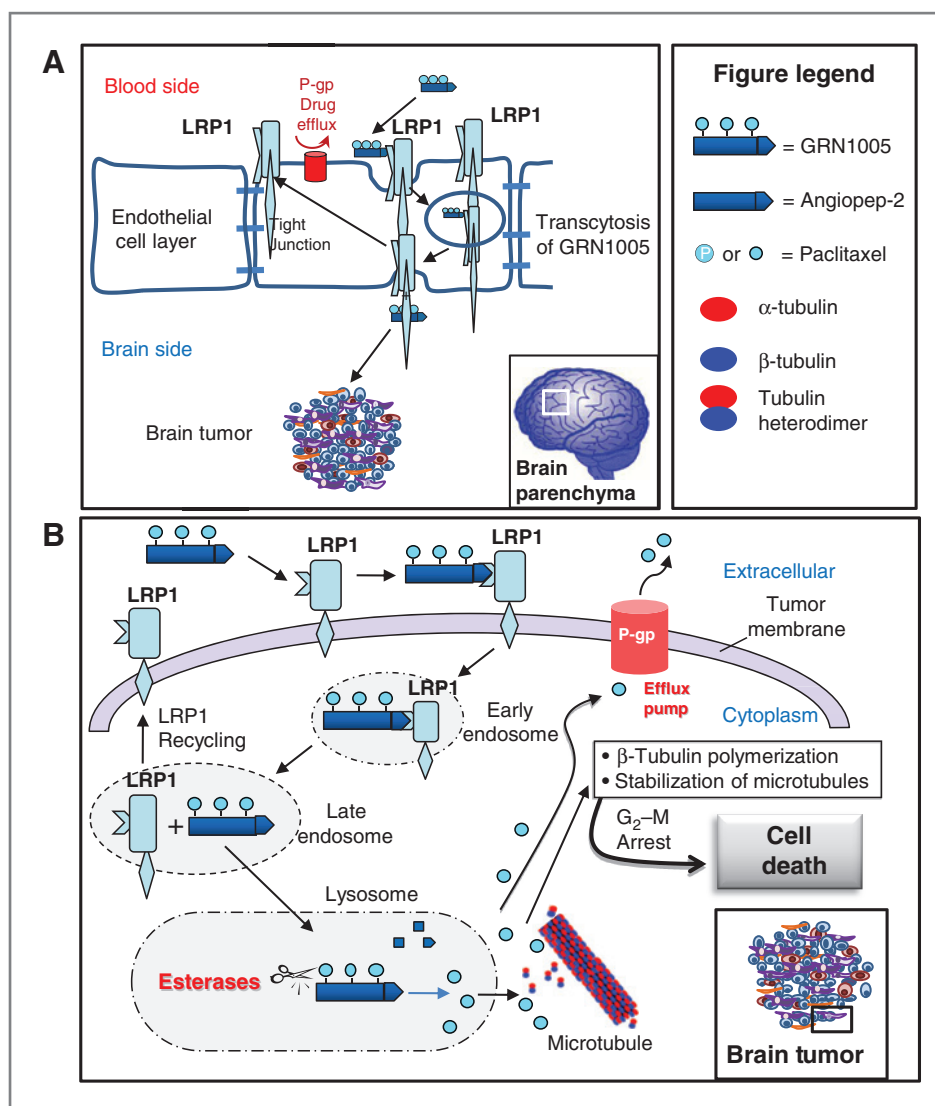 A
Blood side
P-gp
Drug
efflux
LRP1
LRP1
LRP1
Endothelial
cell layer
Tight
Junction
Transcytosis
of GRN1005
+
Brain side
Brain tumor
Brain
parenchyma
Figure legend
= GRN1005
= Angiopep-2
P or = Paclitaxel
α-tubulin
β-tubulin
Tubulin
heterodimer
B
LRP1
LRP1
LRP1
Extracellular
Tumor
membrane
P-gp
Efflux
pump
Cytoplasm
LRP1
Early
endosome
LRP1
Recycling
LRP1
+
Late
endosome
• β-Tubulin polymerization
• Stabilization of microtubules
G₂–M
Arrest
Cell
death
Lysosome
Esterases
Microtubule
Brain tumor